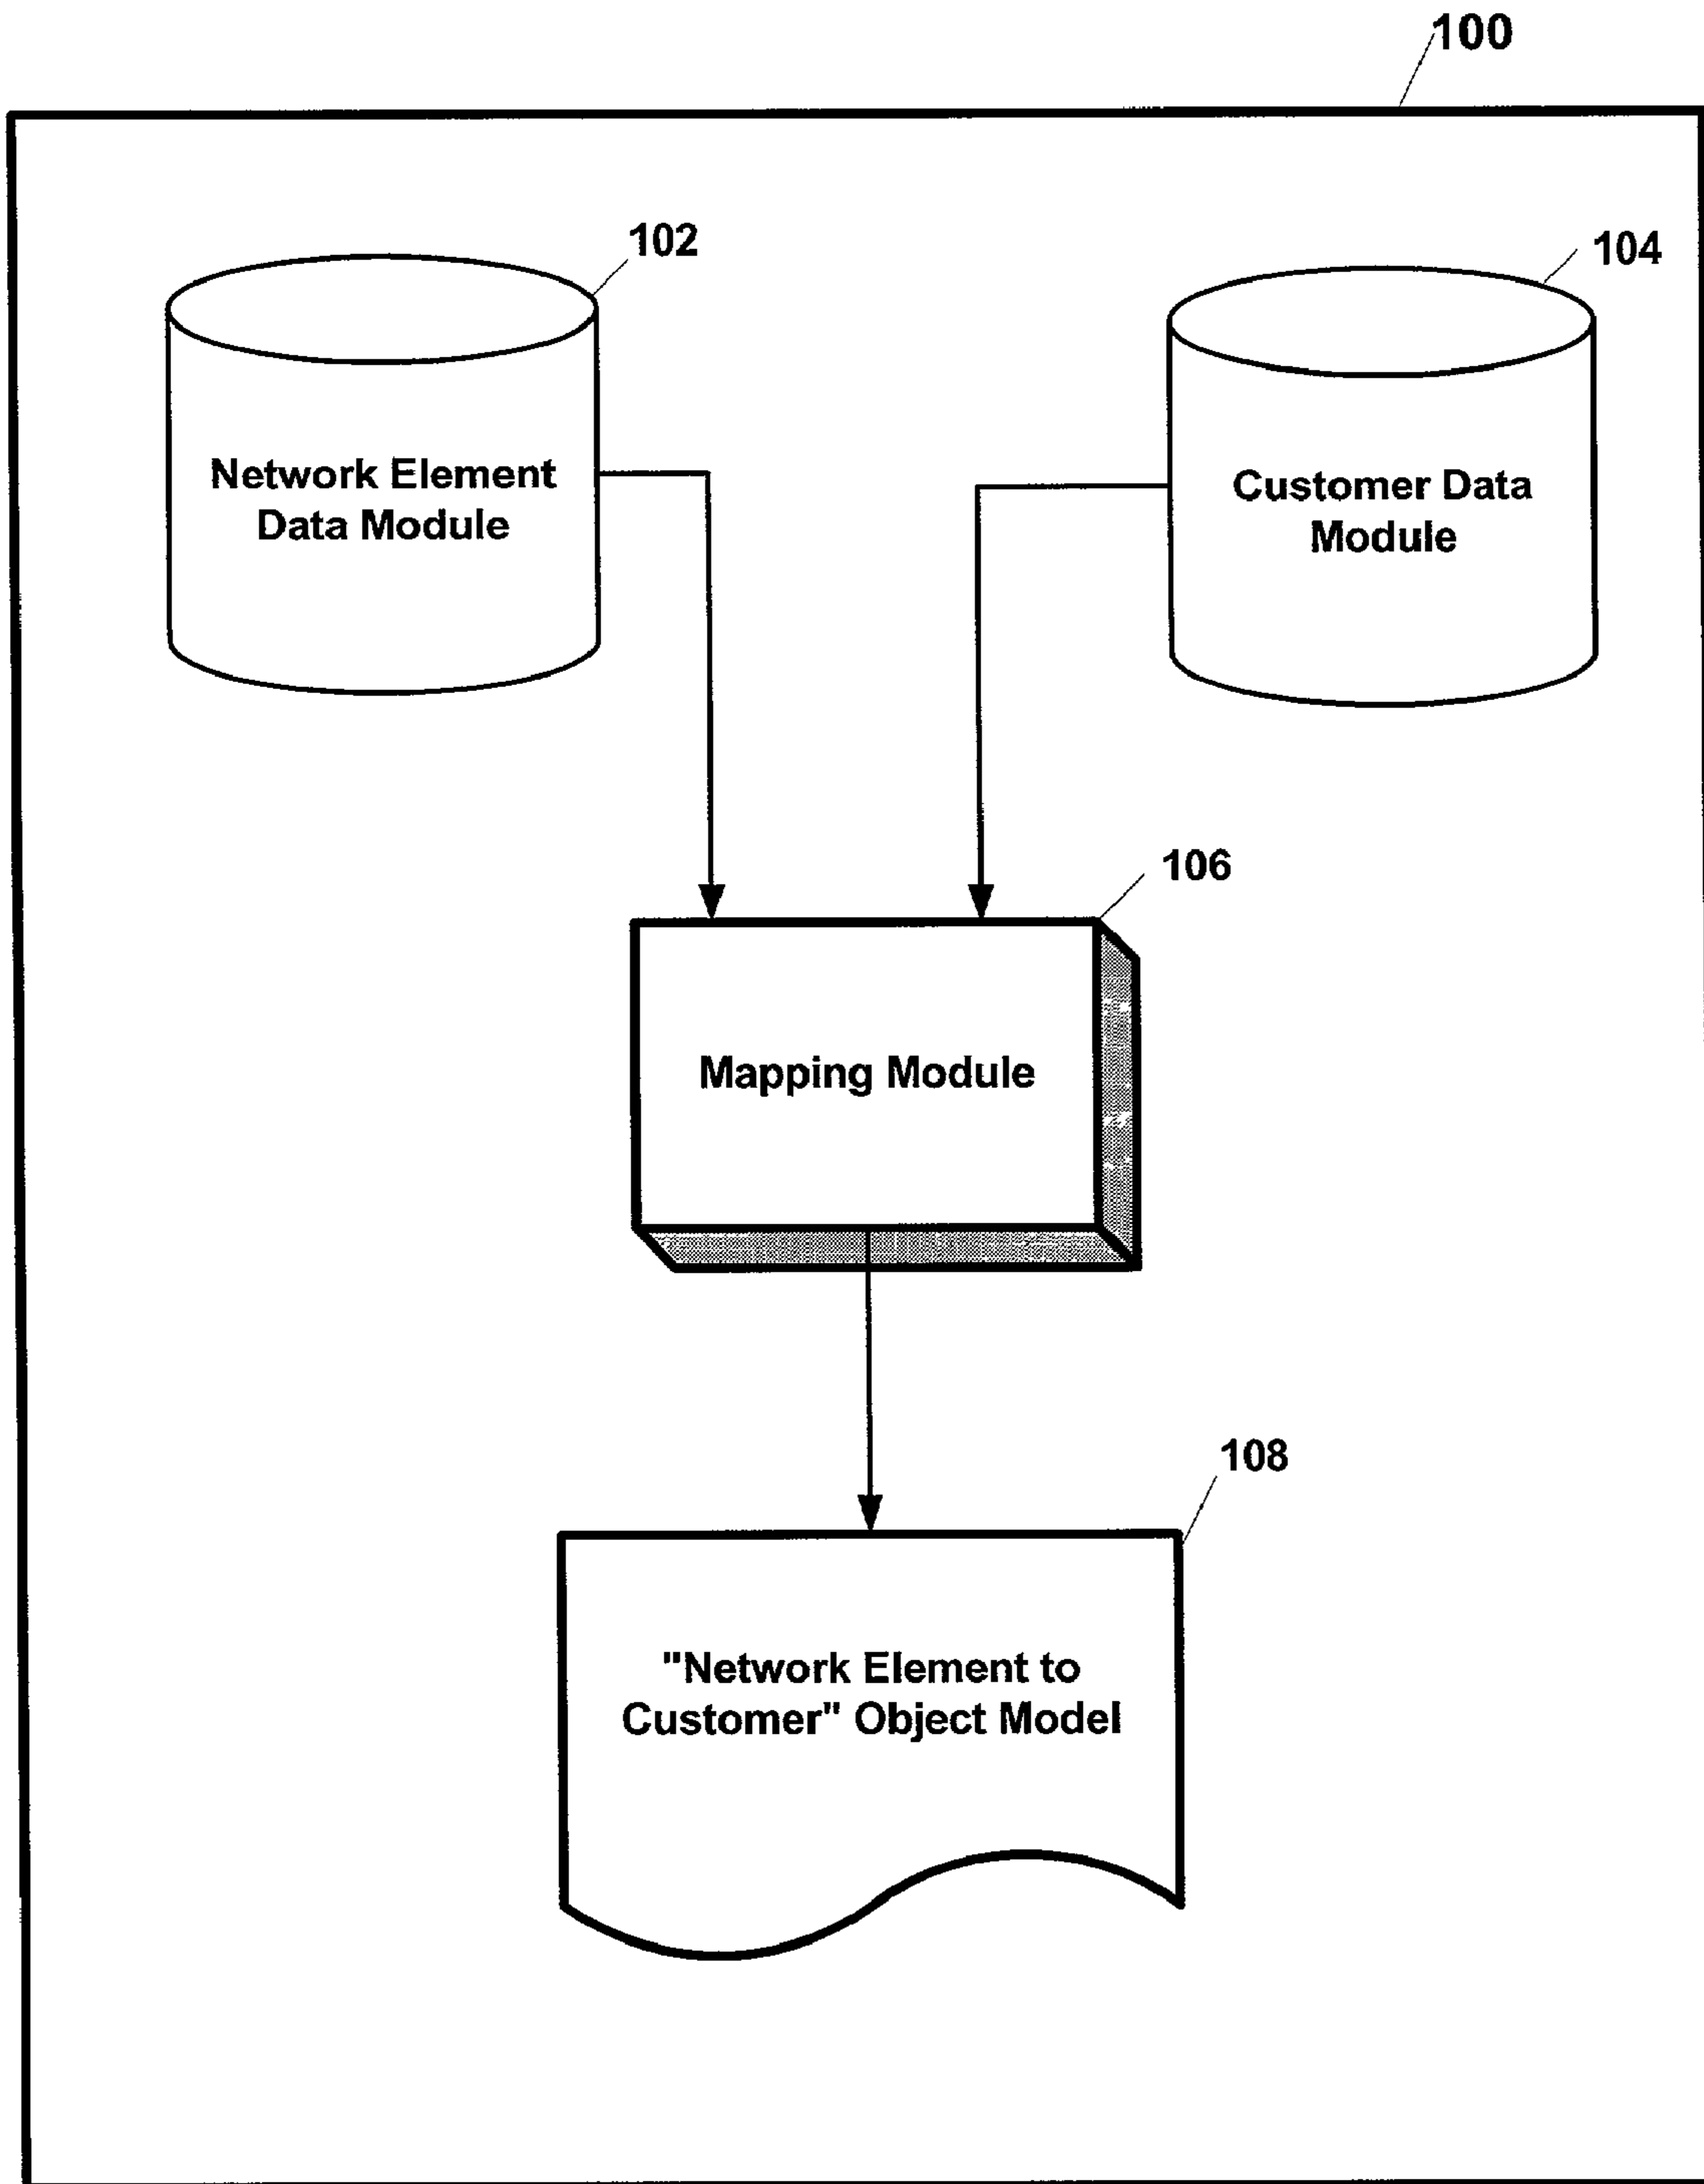 100
102
104
Network Element
Data Module
Customer Data
Module
106
Mapping Module
108
"Network Element to
Customer" Object Model